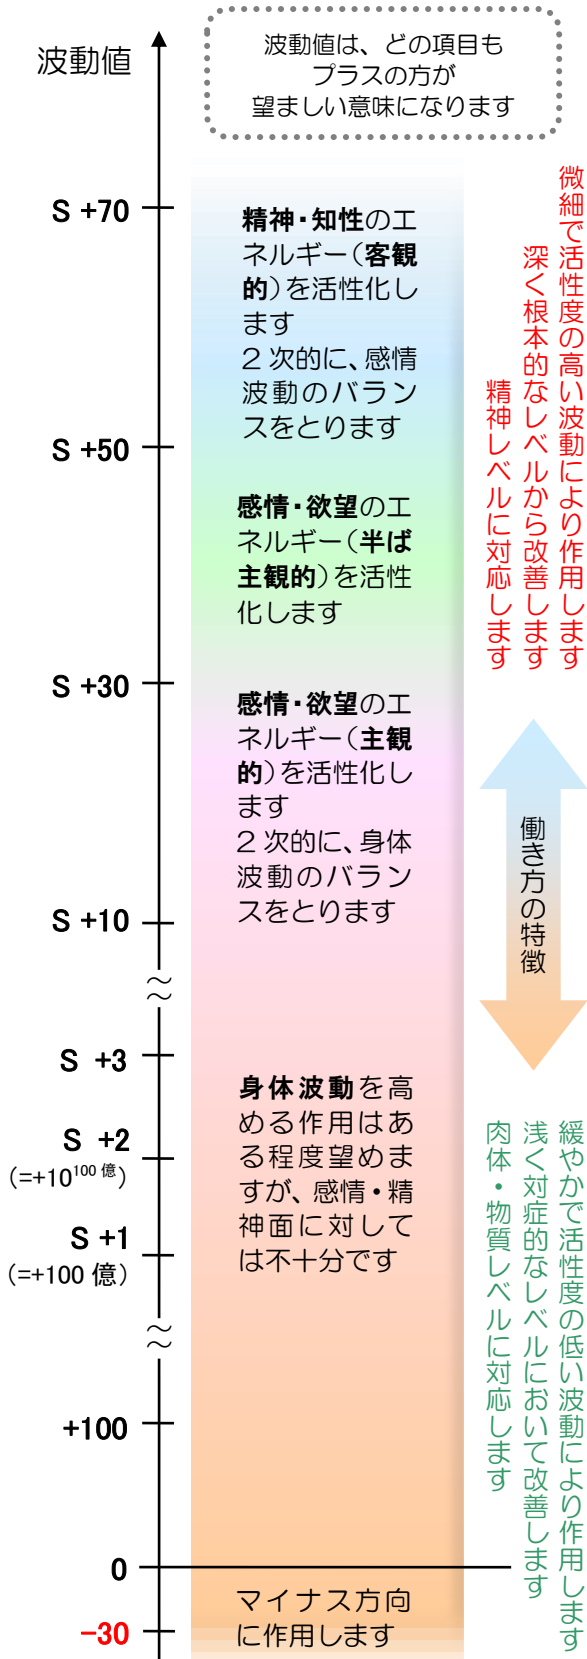 波動値
波動値は、どの項目も
プラスの方が
望ましい意味になります
S +70
精神・知性のエ
ネルギー（客観
的）を活性化し
ます
2 次的に、感情
波動のバラン
スをとります
S +50
感情・欲望のエ
ネルギー（半ば
主観的）を活性
化します
S +30
感情・欲望のエ
ネルギー（主観
的）を活性化し
ます
2 次的に、身体
波動のバラン
スをとります
S +10
S +3
身体波動を高
める作用はあ
る程度望めま
すが、感情・精
神面に対して
は不十分です
S +2
(=+10^100 億)
S +1
(=+100 億)
+100
0
マイナス方向
に作用します
-30
微細で活性度の高い波動により作用します
深く根本的なレベルから改善します
精神レベルに対応します
働き方の特徴
緩やかで活性度の低い波動により作用します
浅く対症的なレベルにおいて改善します
肉体・物質レベルに対応します